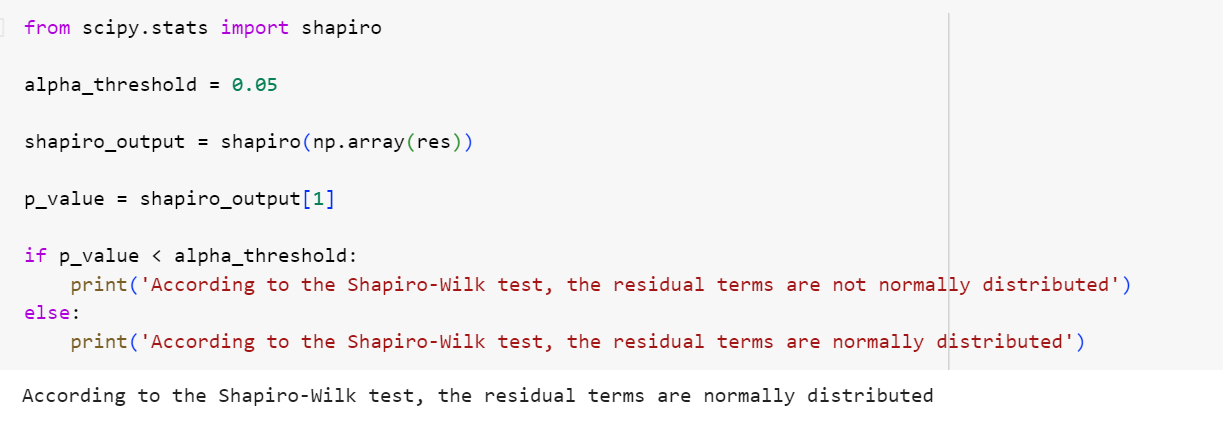 from scipy.stats import shapiro
alpha_threshold = 0.05
shapiro_output = shapiro(np.array(res))
p_value = shapiro_output[1]
if p_value < alpha_threshold:
    print('According to the Shapiro-Wilk test, the residual terms are not normally distributed')
else:
    print('According to the Shapiro-Wilk test, the residual terms are normally distributed')
According to the Shapiro-Wilk test, the residual terms are normally distributed